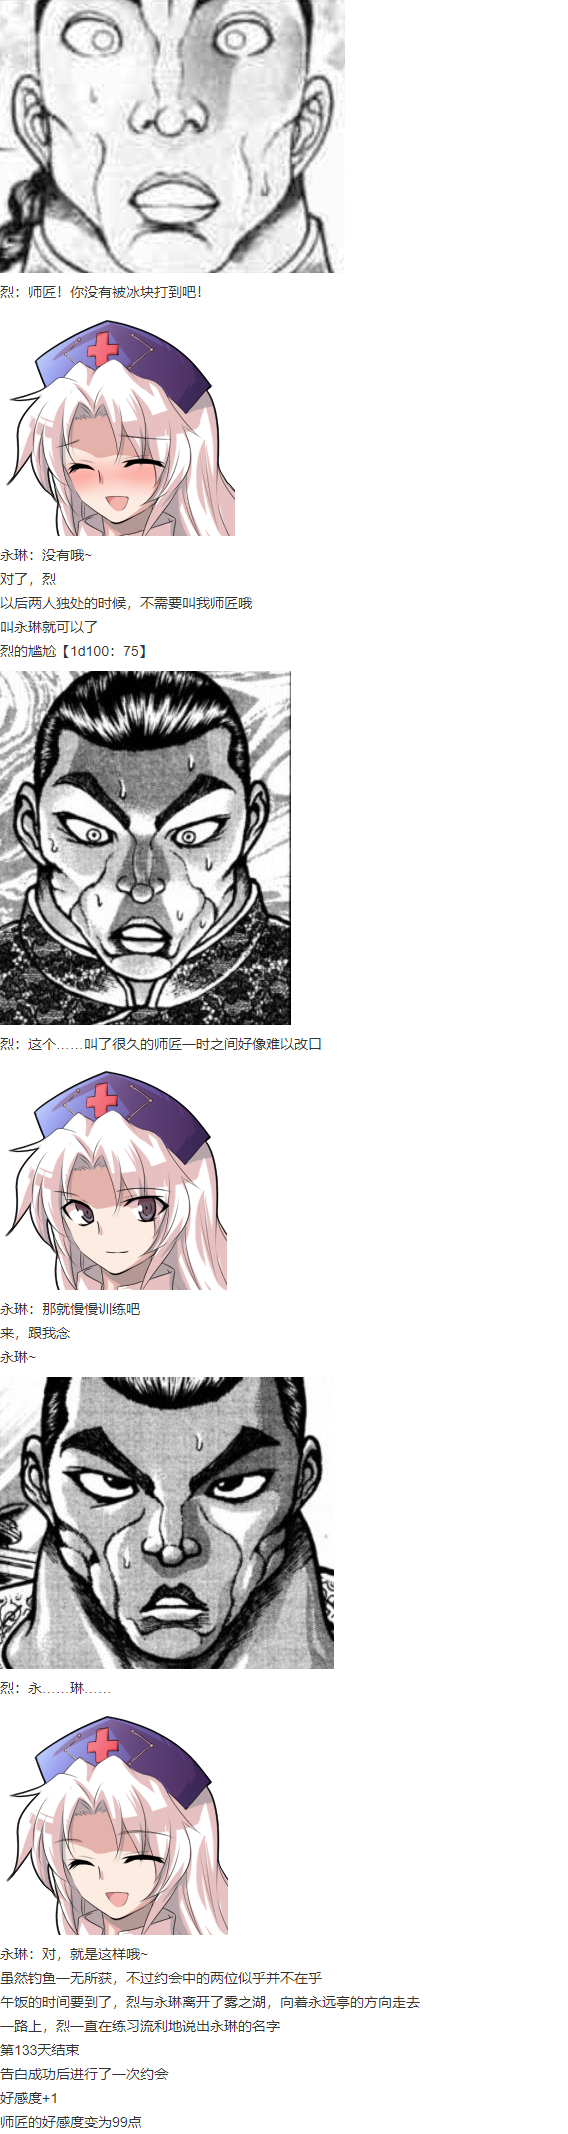 烈：师匠！你没有被冰块打到吧！
永琳：没有哦~
对了，烈
以后两人独处的时候，不需要叫我师匠哦
叫永琳就可以了
烈的尴尬【1d100：75】
烈：这个……叫了很久的师匠一时之间好像难以改口
永琳：那就慢慢训练吧
来，跟我念
永琳~
烈：永……琳……
永琳：对，就是这样哦~
虽然钓鱼一无所获，不过约会中的两位似乎并不在乎
午饭的时间要到了，烈与永琳离开了雾之湖，向着永远亭的方向走去
一路上，烈一直在练习流利地说出永琳的名字
第133天结束
告白成功后进行了一次约会
好感度+1
师匠的好感度变为99点